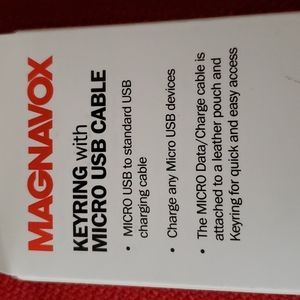 MAGNAVOX
KEYRING with
MICRO USB CABLE
• MICRO USB to standard USB
charging cable
• Charge any Micro USB devices
• The MICRO Data/Charge cable is
attached to a leather pouch and
Keyring for quick and easy access